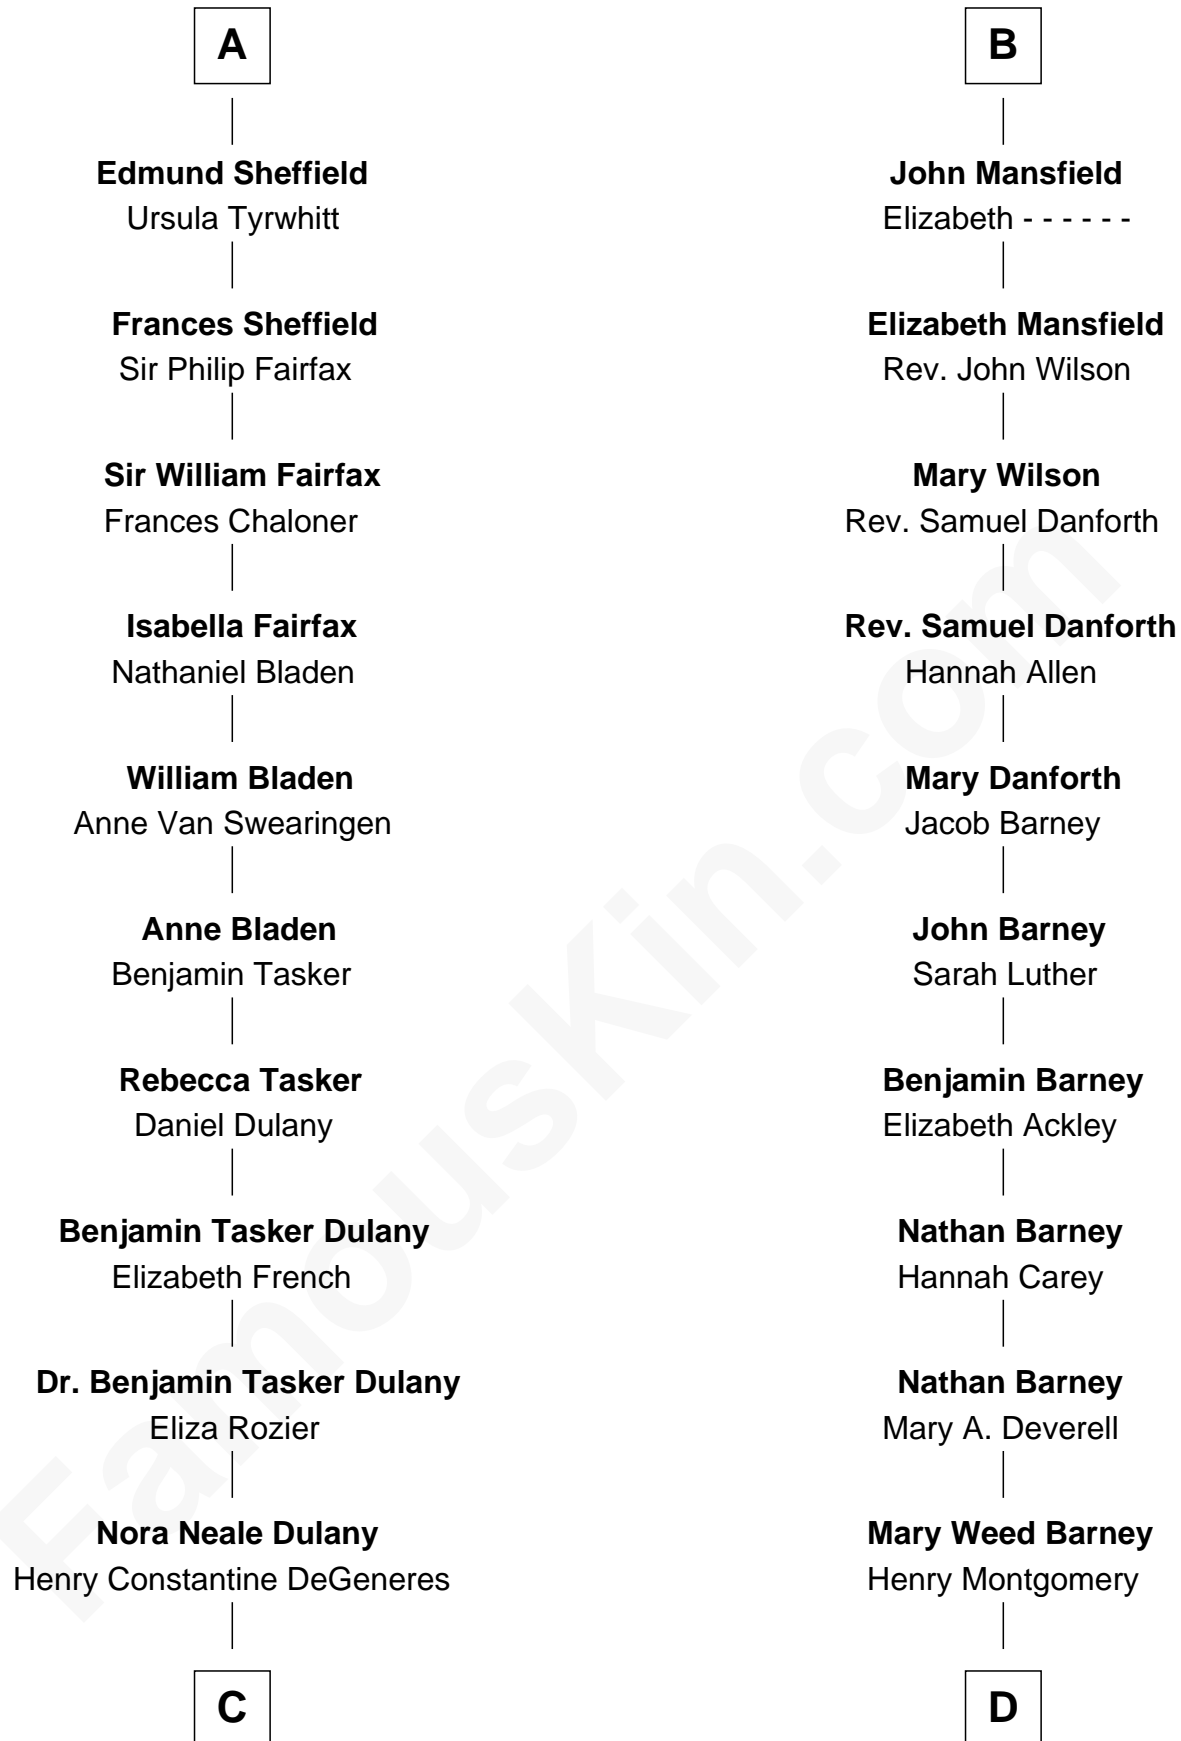 A
Edmund Sheffield
Ursula Tyrwhitt
Frances Sheffield
Sir Philip Fairfax
Sir William Fairfax
Frances Chaloner
Isabella Fairfax
Nathaniel Bladen
William Bladen
Anne Van Swearingen
Anne Bladen
Benjamin Tasker
Rebecca Tasker
Daniel Dulany
Benjamin Tasker Dulany
Elizabeth French
Dr. Benjamin Tasker Dulany
Eliza Rozier
Nora Neale Dulany
Henry Constantine DeGeneres
C
B
John Mansfield
Elizabeth - - - - - -
Elizabeth Mansfield
Rev. John Wilson
Mary Wilson
Rev. Samuel Danforth
Rev. Samuel Danforth
Hannah Allen
Mary Danforth
Jacob Barney
John Barney
Sarah Luther
Benjamin Barney
Elizabeth Ackley
Nathan Barney
Hannah Carey
Nathan Barney
Mary A. Deverell
Mary Weed Barney
Henry Montgomery
D
FamousKin.com